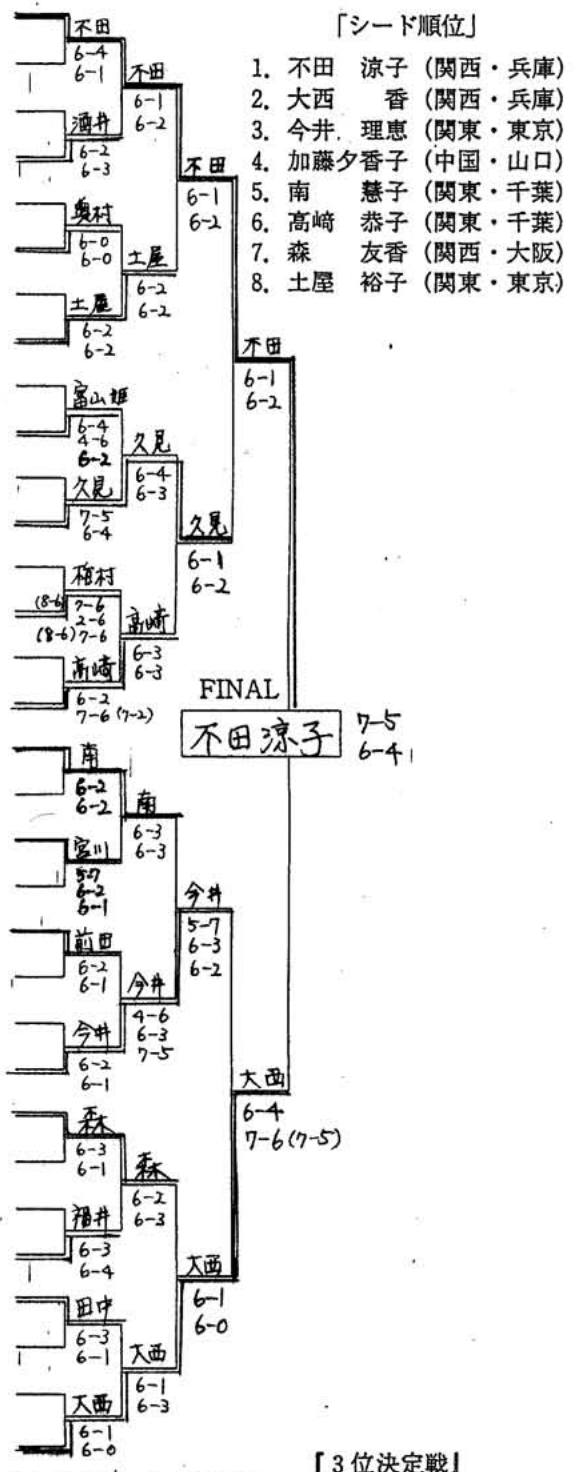 「シード順位」
1. 不田 涼子 (関西・兵庫)
2. 大西 香 (関西・兵庫)
3. 今井 理恵 (関東・東京)
4. 加藤夕香子 (中国・山口)
5. 南 慧子 (関東・千葉)
6. 高崎 恭子 (関東・千葉)
7. 森 友香 (関西・大阪)
8. 土屋 裕子 (関東・東京)
不田
6-4
6-1
不田
6-1
6-2
酒井
6-2
6-3
不田
6-1
6-2
奥村
6-0
6-0
土屋
6-2
6-2
土屋
6-2
6-2
不田
6-1
6-2
富山姫
6-4
4-6
6-2
久見
6-4
6-3
久見
7-5
6-4
久見
6-1
6-2
植村
(8-6) 7-6
2-6
(8-6) 7-6
高崎
6-3
6-3
高崎
6-2
7-6 (7-2)
FINAL
不田涼子
7-5
6-4
南
6-2
6-2
南
6-3
6-3
宮川
5-7
6-2
6-1
今井
5-7
6-3
6-2
前田
6-2
6-1
今井
4-6
6-3
7-5
今井
6-2
6-1
大西
6-4
7-6 (7-5)
森
6-3
6-1
森
6-2
6-3
福井
6-3
6-4
大西
6-1
6-0
田中
6-3
6-1
大西
6-1
6-3
大西
6-1
6-0
「3位決定戦」